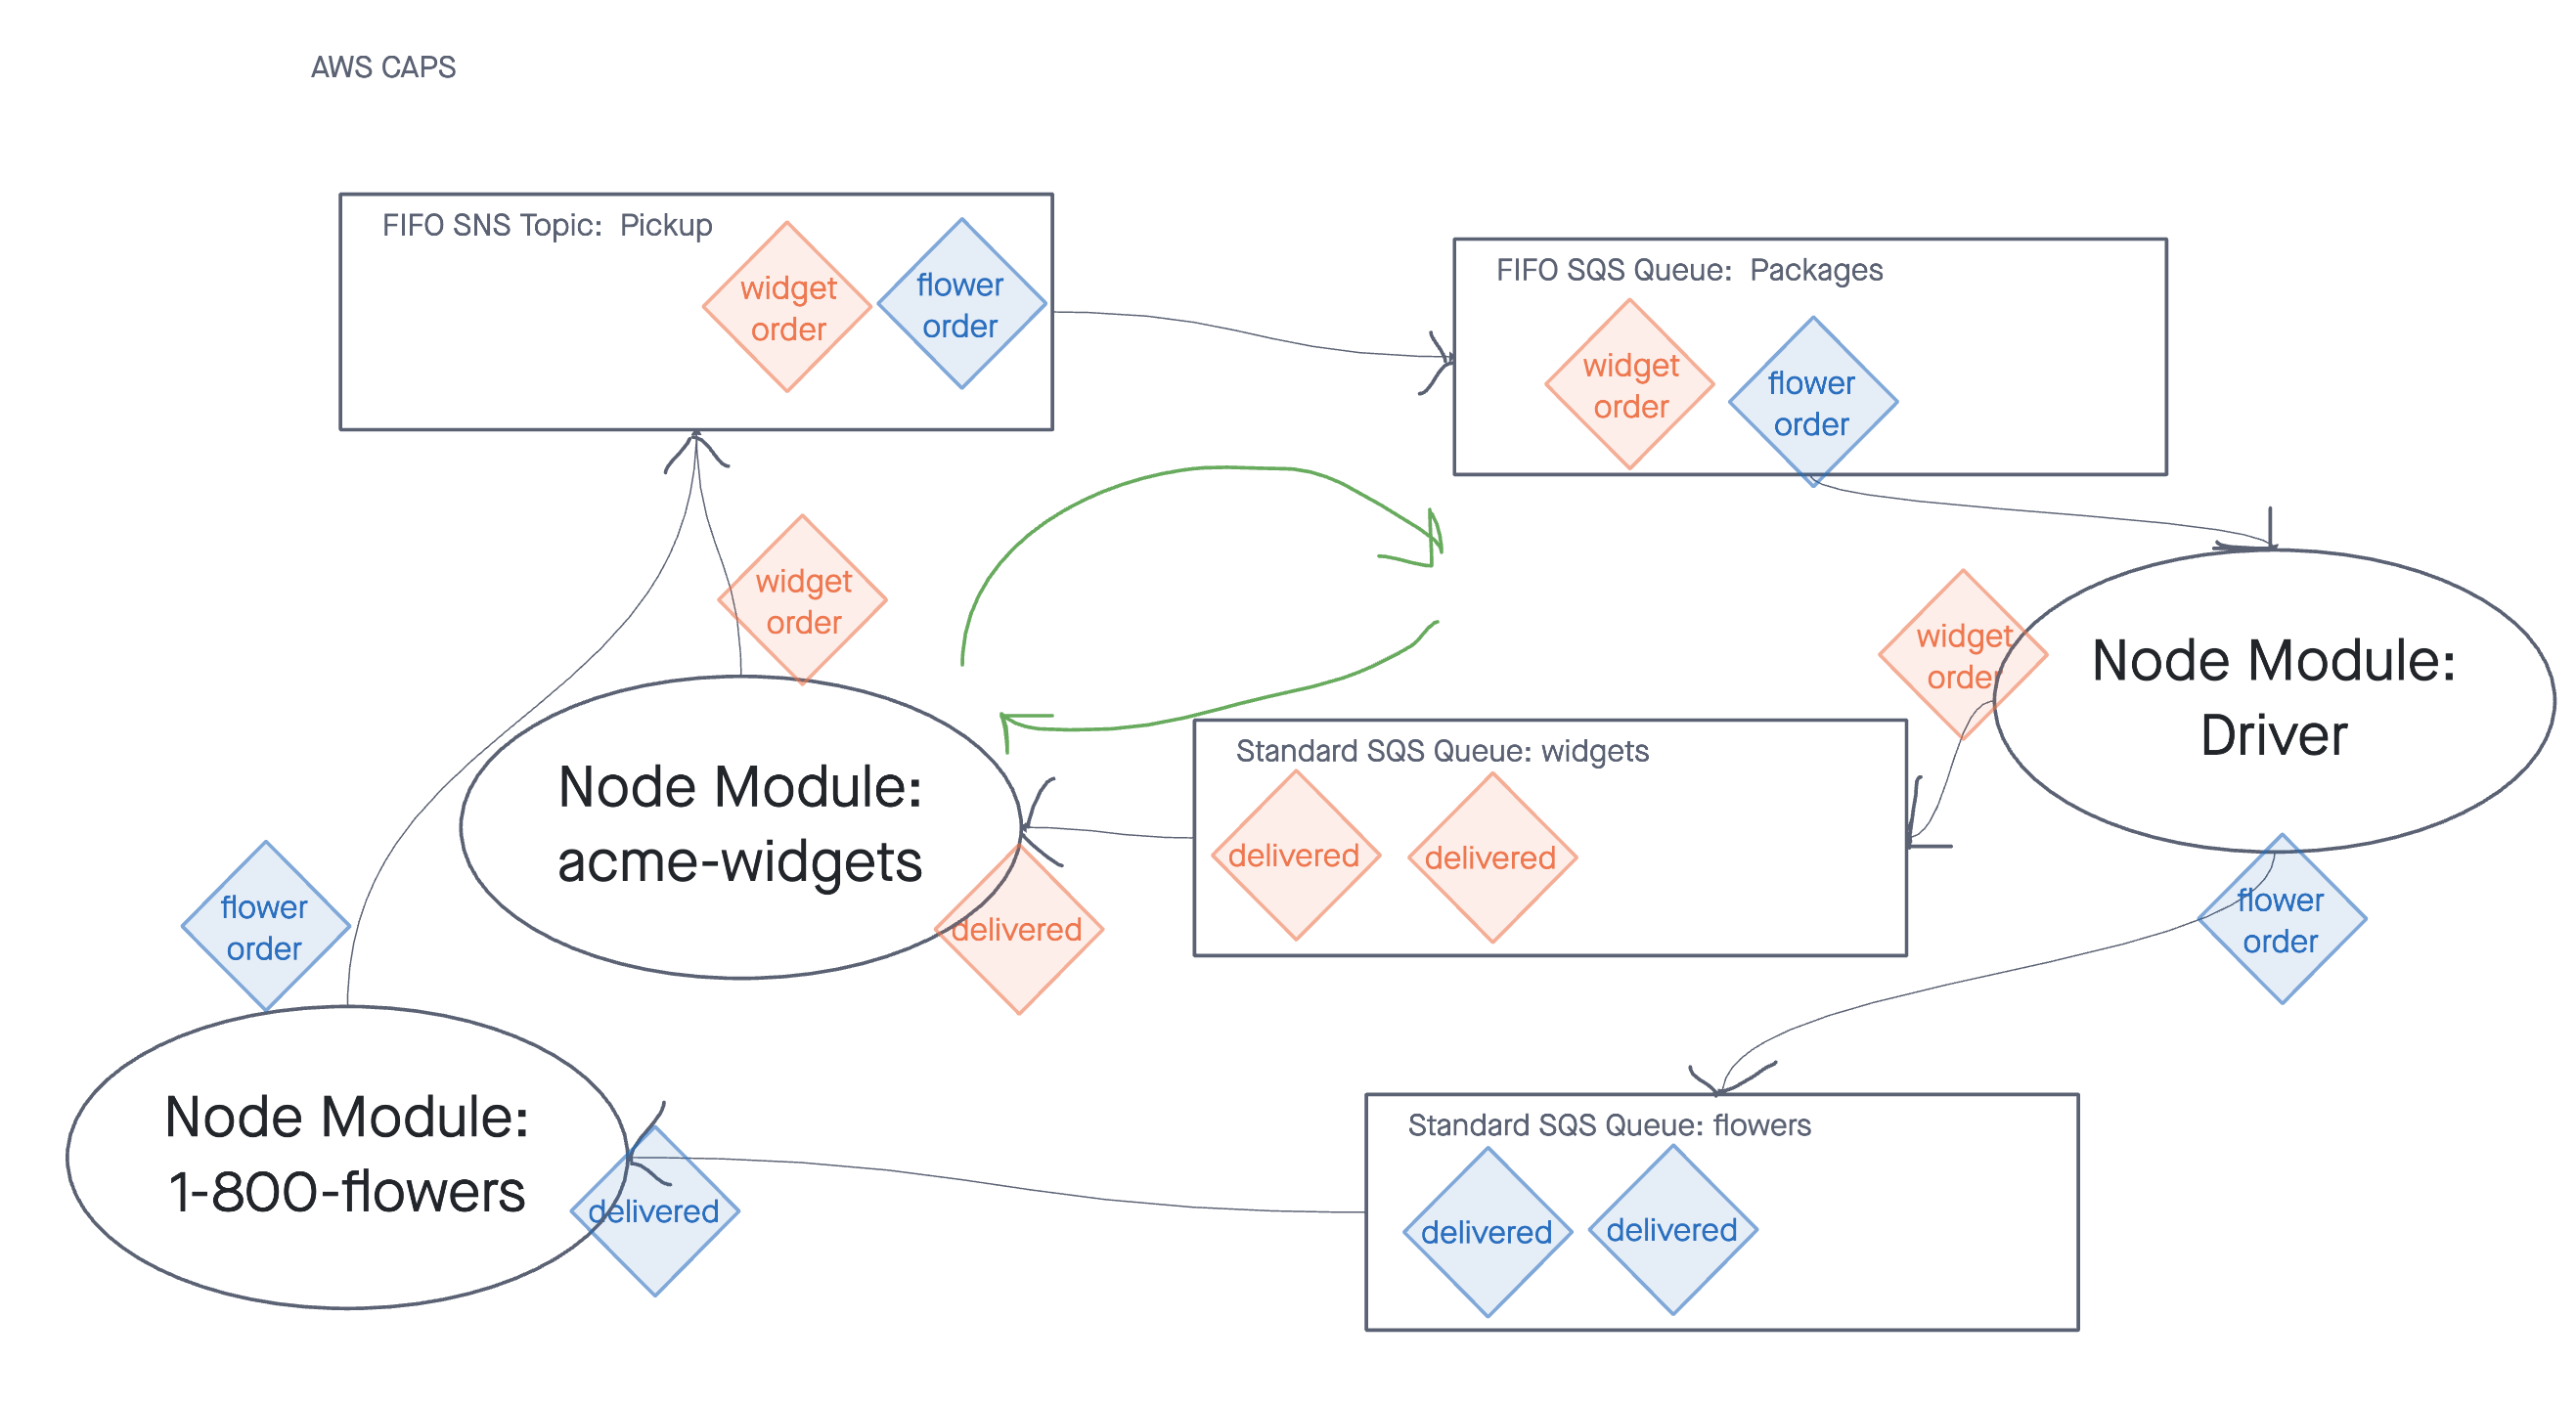 AWS CAPS
FIFO SNS Topic:  Pickup
widget
order
flower
order
FIFO SQS Queue:  Packages
widget
order
flower
order
widget
order
widget
order
Node Module:
Driver
Node Module:
acme-widgets
delivered
Standard SQS Queue: widgets
delivered
delivered
flower
order
flower
order
Node Module:
1-800-flowers
delivered
Standard SQS Queue: flowers
delivered
delivered